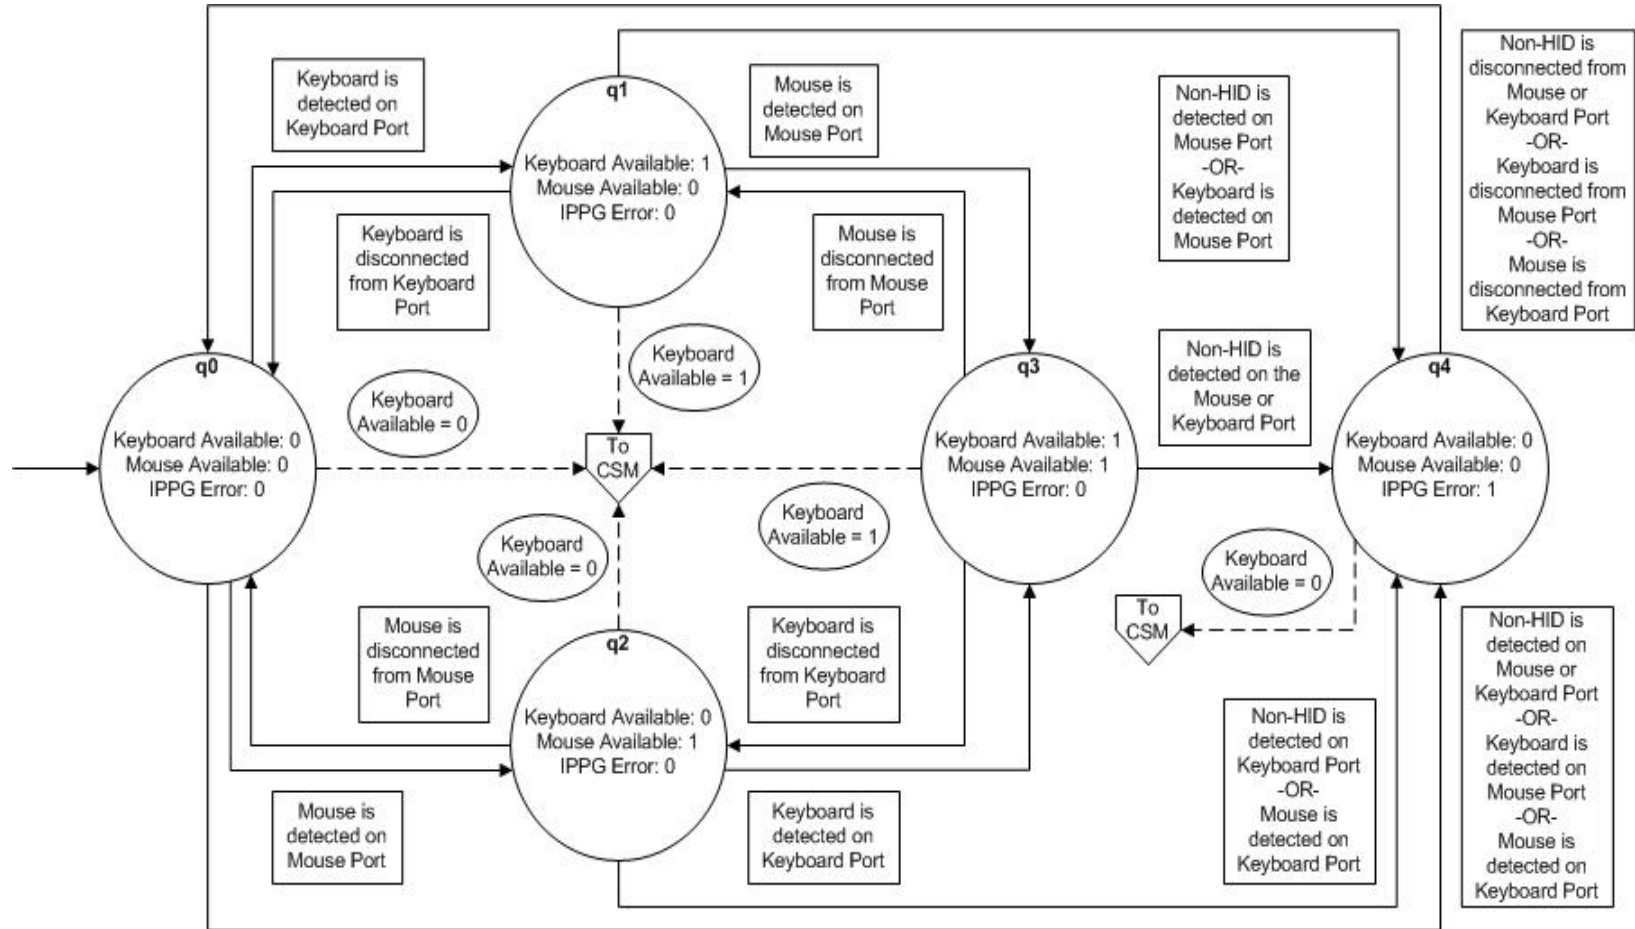 Keyboard is
detected on
Keyboard Port
q1
Keyboard Available: 1
Mouse Available: 0
IPPG Error: 0
Mouse is
detected on
Mouse Port
Non-HID is
detected on
Mouse Port
-OR-
Keyboard is
detected on
Mouse Port
Non-HID is
disconnected from
Mouse or
Keyboard Port
-OR-
Keyboard is
disconnected from
Mouse Port
-OR-
Mouse is
disconnected from
Keyboard Port
Keyboard is
disconnected
from Keyboard
Port
Mouse is
disconnected
from Mouse
Port
Keyboard
Available = 1
q0
Keyboard Available: 0
Mouse Available: 0
IPPG Error: 0
Keyboard
Available = 0
To
CSM
q3
Keyboard Available: 1
Mouse Available: 1
IPPG Error: 0
Non-HID is
detected on the
Mouse or
Keyboard Port
q4
Keyboard Available: 0
Mouse Available: 0
IPPG Error: 1
Keyboard
Available = 0
Keyboard
Available = 1
Keyboard
Available = 0
To
CSM
Mouse is
disconnected
from Mouse
Port
q2
Keyboard Available: 0
Mouse Available: 1
IPPG Error: 0
Keyboard is
disconnected
from Keyboard
Port
Mouse is
detected on
Mouse Port
Keyboard is
detected on
Keyboard Port
Non-HID is
detected on
Keyboard Port
-OR-
Mouse is
detected on
Keyboard Port
Non-HID is
detected on
Mouse or
Keyboard Port
-OR-
Keyboard is
detected on
Mouse Port
-OR-
Mouse is
detected on
Keyboard Port